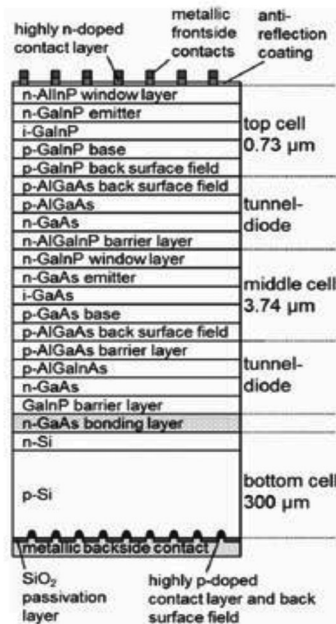 highly n-doped
contact layer
metallic
frontside
contacts
anti-
reflection
coating
n-AlInP window layer
n-GaInP emitter
i-GaInP
p-GaInP base
p-GaInP back surface field
top cell
0.73 µm
p-AlGaAs back surface field
p-AlGaAs
n-GaAs
n-AlGaInP barrier layer
tunnel-
diode
n-GaInP window layer
n-GaAs emitter
i-GaAs
p-GaAs base
p-AlGaAs back surface field
middle cell
3.74 µm
p-AlGaAs barrier layer
p-AlGaInAs
n-GaAs
GaInP barrier layer
tunnel-
diode
n-GaAs bonding layer
n-Si
p-Si
bottom cell
300 µm
metallic backside contact
SiO2
passivation
layer
highly p-doped
contact layer and back
surface field